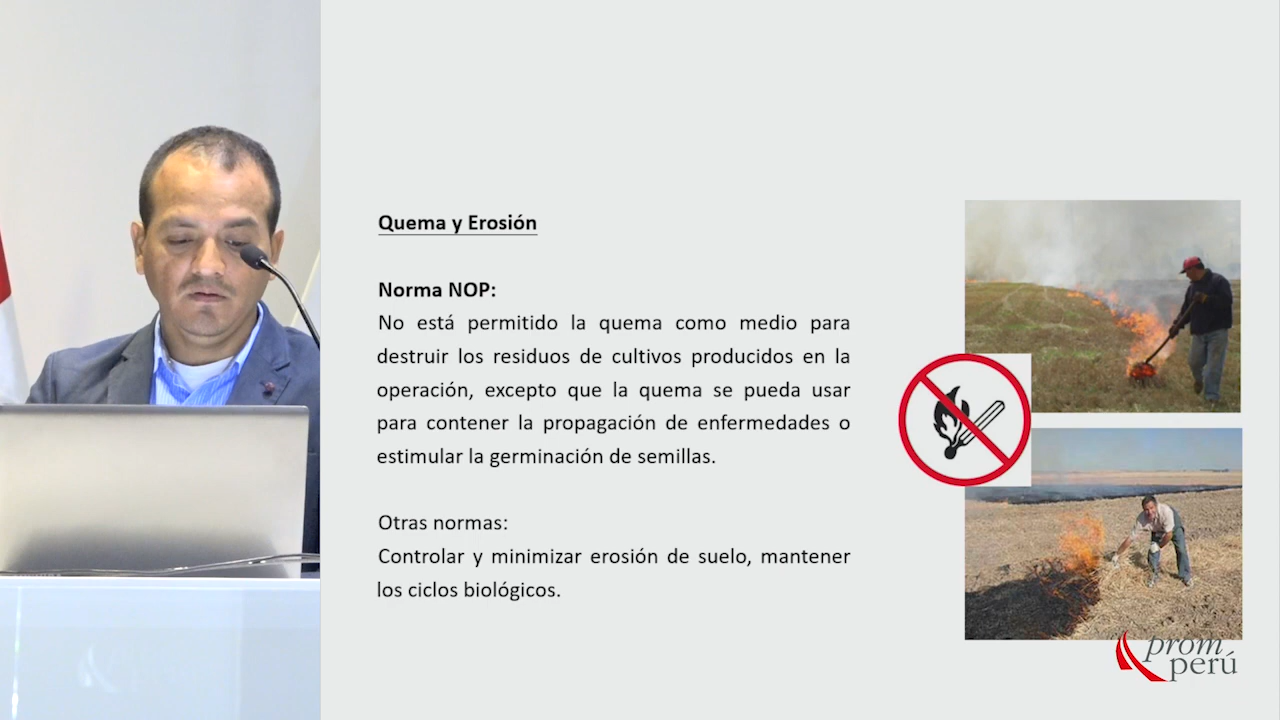 Quema y Erosión
Norma NOP:
No está permitido la quema como medio para
destruir los residuos de cultivos producidos en la
operación, excepto que la quema se pueda usar
para contener la propagación de enfermedades o
estimular la germinación de semillas.
Otras normas:
Controlar y minimizar erosión de suelo, mantener
los ciclos biológicos.
prom
perú